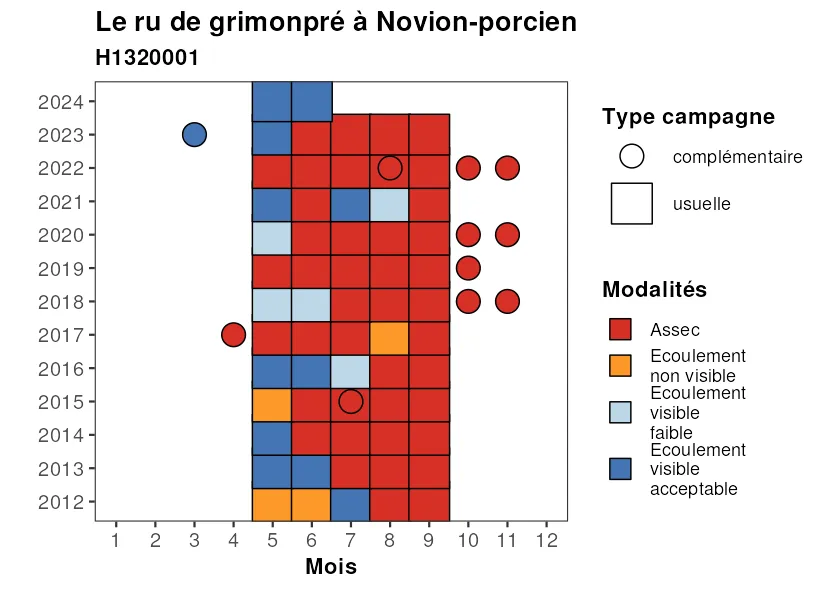 Le ru de grimonpré à Novion-porcien
H1320001
2024
2023
2022
2021
2020
2019
2018
2017
2016
2015
2014
2013
2012
1 2 3 4 5 6 7 8 9 10 11 12
Mois
Type campagne
complémentaire
usuelle
Modalités
Assec
Ecoulement
non visible
Ecoulement
visible
faible
Ecoulement
visible
acceptable